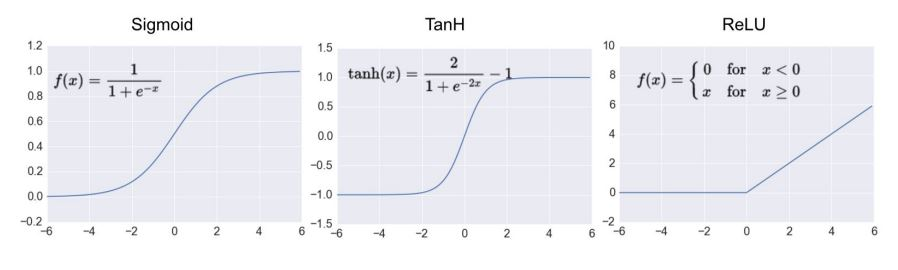 Sigmoid
1.2
1.0
0.8
0.6
0.4
0.2
0.0
−0.2
−6 −4 −2 0 2 4 6
f(x) = 1 / (1 + e^{−x})
TanH
1.5
1.0
0.5
0.0
−0.5
−1.0
−1.5
−6 −4 −2 0 2 4 6
tanh(x) = 2 / (1 + e^{−2x}) − 1
ReLU
10
8
6
4
2
0
−2
−6 −4 −2 0 2 4 6
f(x) = { 0 for x < 0
x for x ≥ 0